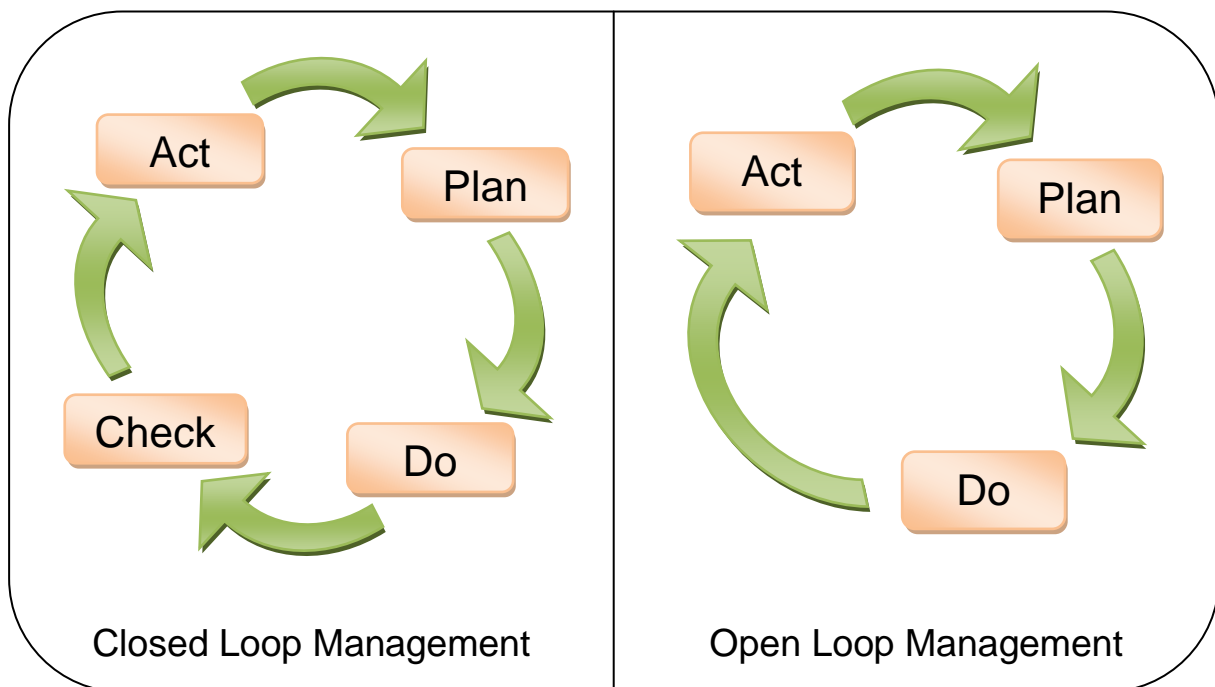 Act
Plan
Check
Do
Closed Loop Management
Act
Plan
Do
Open Loop Management